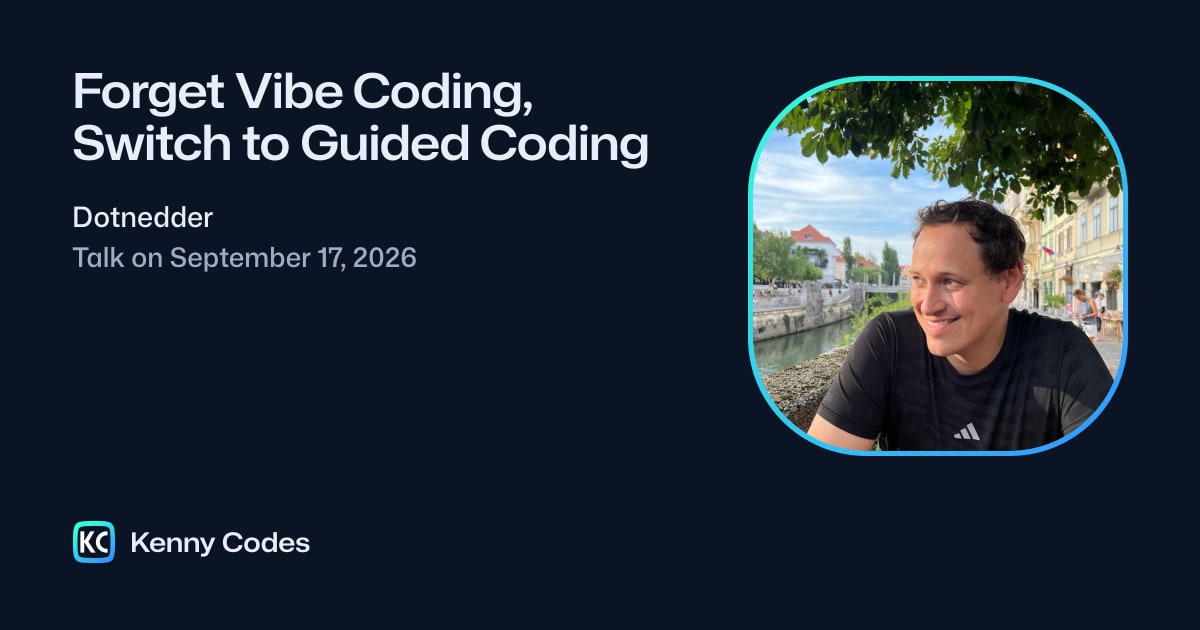 Forget Vibe Coding,
Switch to Guided Coding
Dotnedder
Talk on September 17, 2026
KC Kenny Codes